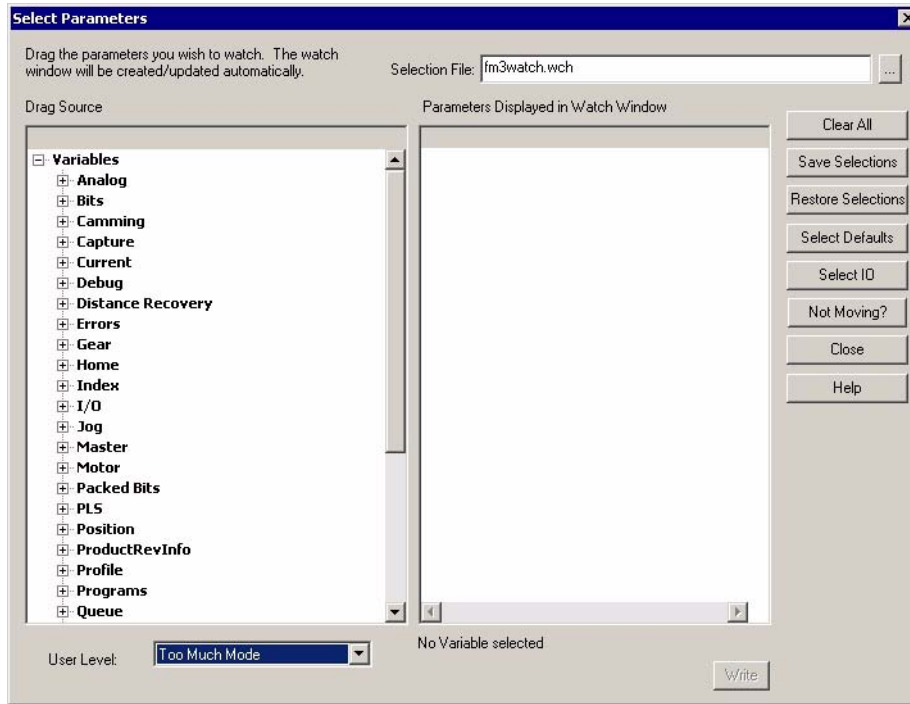 Select Parameters
Drag the parameters you wish to watch. The watch
window will be created/updated automatically.
Selection File:
fm3watch.wch
...
Drag Source
Parameters Displayed in Watch Window
Variables
Analog
Bits
Camming
Capture
Current
Debug
Distance Recovery
Errors
Gear
Home
Index
I/O
Jog
Master
Motor
Packed Bits
PLS
Position
ProductRevInfo
Profile
Programs
Queue
Clear All
Save Selections
Restore Selections
Select Defaults
Select IO
Not Moving?
Close
Help
User Level:
Too Much Mode
No Variable selected
Write